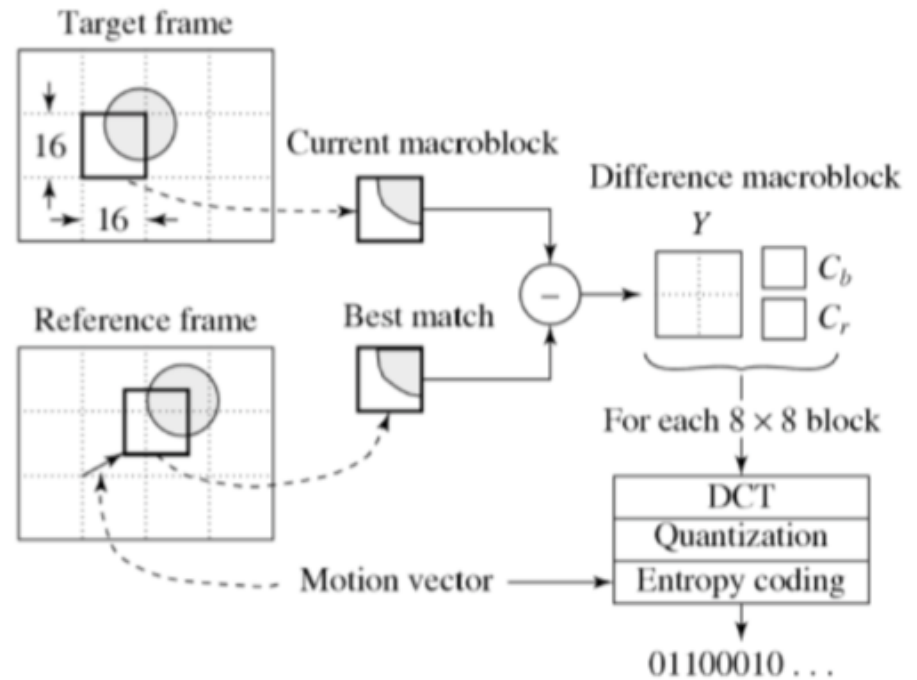 Target frame
16
16
Current macroblock
Difference macroblock
Y
C_b
C_r
–
Reference frame
Best match
For each 8 × 8 block
DCT
Quantization
Motion vector
Entropy coding
01100010 . . .